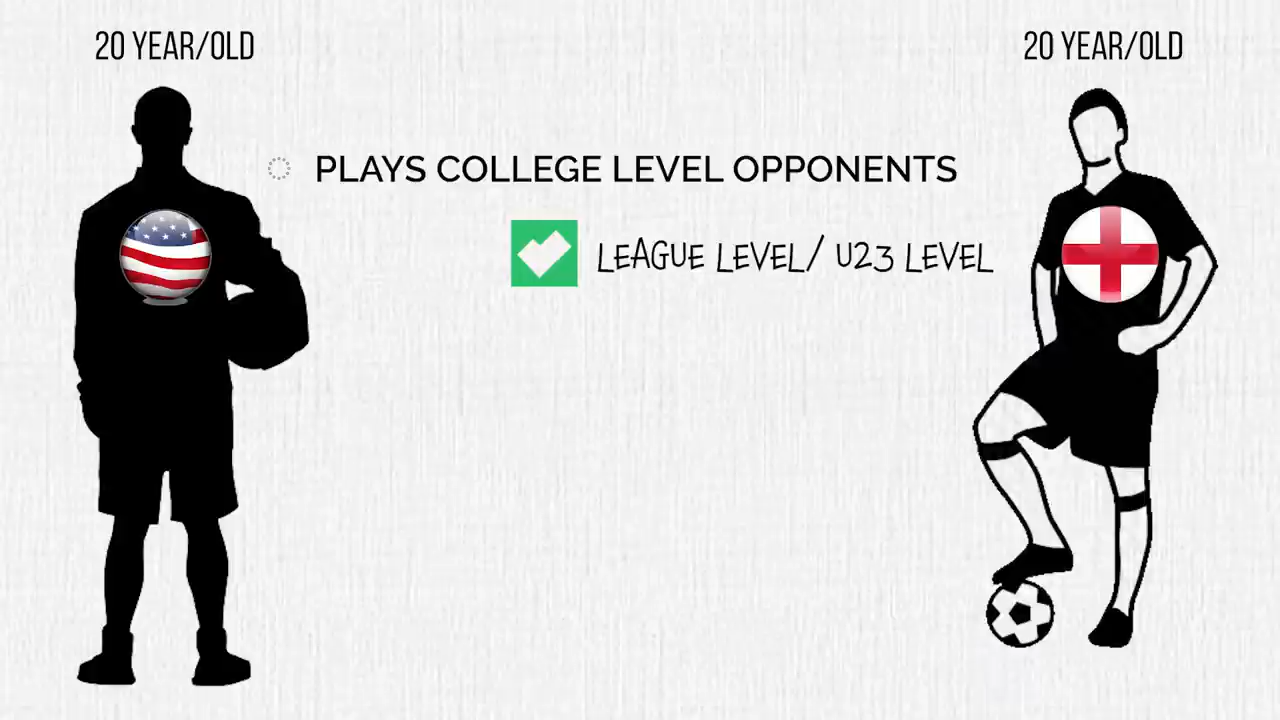 20 YEAR/OLD
20 YEAR/OLD
PLAYS COLLEGE LEVEL OPPONENTS
LEAGUE LEVEL/ U23 LEVEL